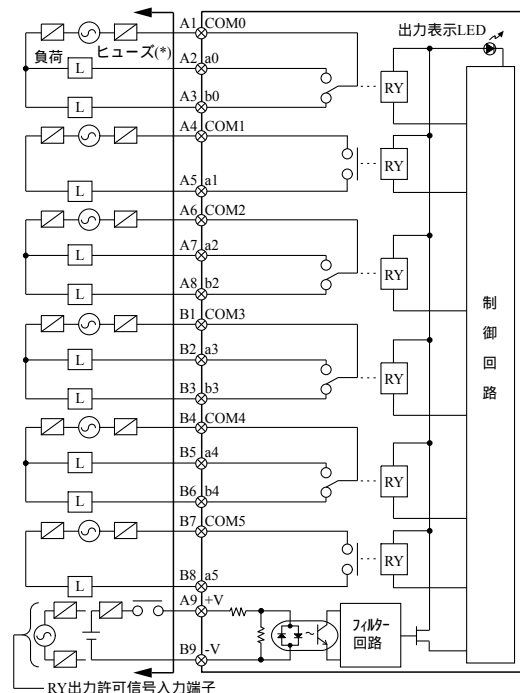 出力表示LED
A1 COM0
負荷 ヒューズ(*)
L A2 a0
RY
L A3 b0
A4 COM1
RY
L A5 a1
A6 COM2
L A7 a2
RY
L A8 b2
制御回路
B1 COM3
L B2 a3
RY
L B3 b3
B4 COM4
L B5 a4
RY
L B6 b4
B7 COM5
RY
L B8 a5
A9 +V
フィルター
回路
B9 -V
RY出力許可信号入力端子